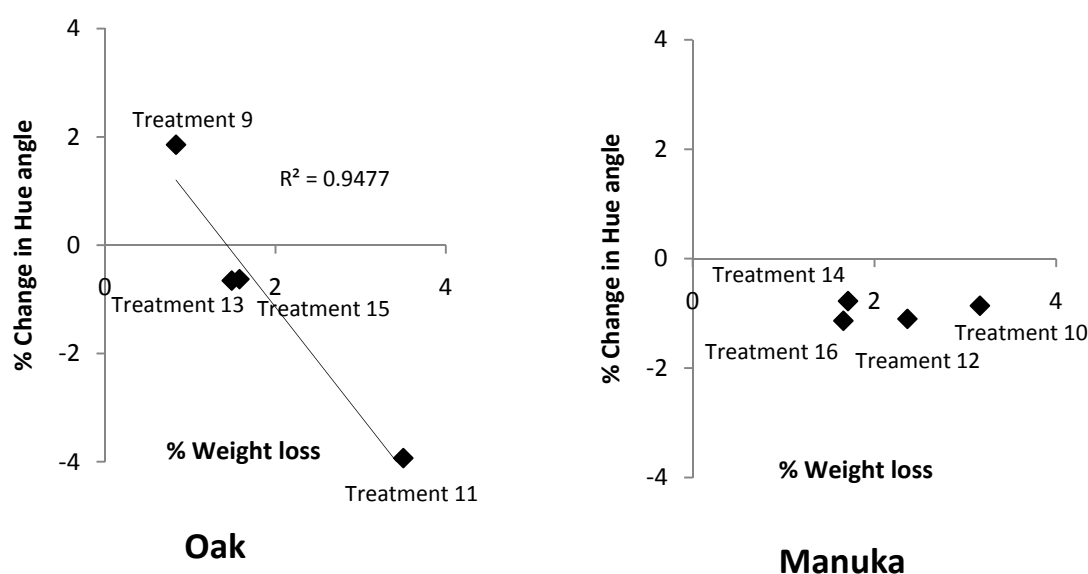 4
2
0
-2
-4
% Change in Hue angle
Treatment 9
R² = 0.9477
0
2
4
Treatment 13
Treatment 15
% Weight loss
Treatment 11
Oak
4
2
0
-2
-4
% Change in Hue angle
Treatment 14
0
2
4
Treatment 10
Treatment 16
Treament 12
% Weight loss
Manuka